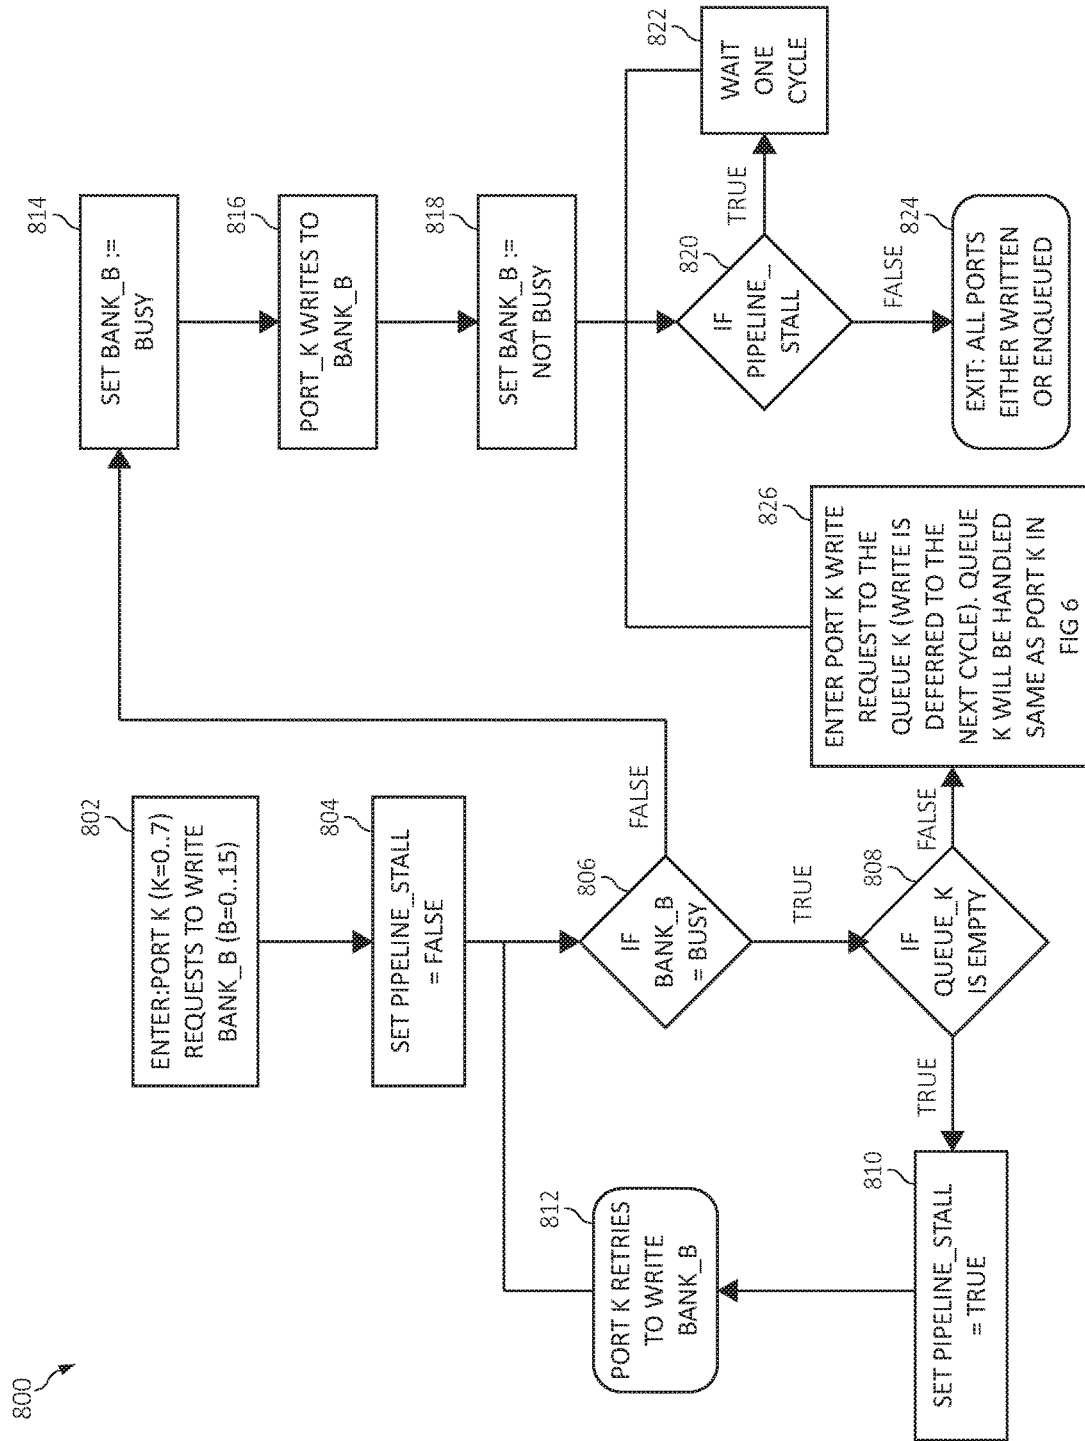 800
802
ENTER:PORT K (K=0..7)
REQUESTS TO WRITE
BANK_B (B=0..15)
804
SET PIPELINE_STALL
= FALSE
806
IF
BANK_B
= BUSY
FALSE
TRUE
808
IF
QUEUE_K
IS EMPTY
TRUE
FALSE
810
SET PIPELINE_STALL
= TRUE
812
PORT K RETRIES
TO WRITE
BANK_B
814
SET BANK_B :=
BUSY
816
PORT_K WRITES TO
BANK_B
818
SET BANK_B :=
NOT BUSY
820
IF
PIPELINE_
STALL
TRUE
822
WAIT
ONE
CYCLE
FALSE
824
EXIT: ALL PORTS
EITHER WRITTEN
OR ENQUEUED
826
ENTER PORT K WRITE
REQUEST TO THE
QUEUE K (WRITE IS
DEFERRED TO THE
NEXT CYCLE). QUEUE
K WILL BE HANDLED
SAME AS PORT K IN
FIG 6